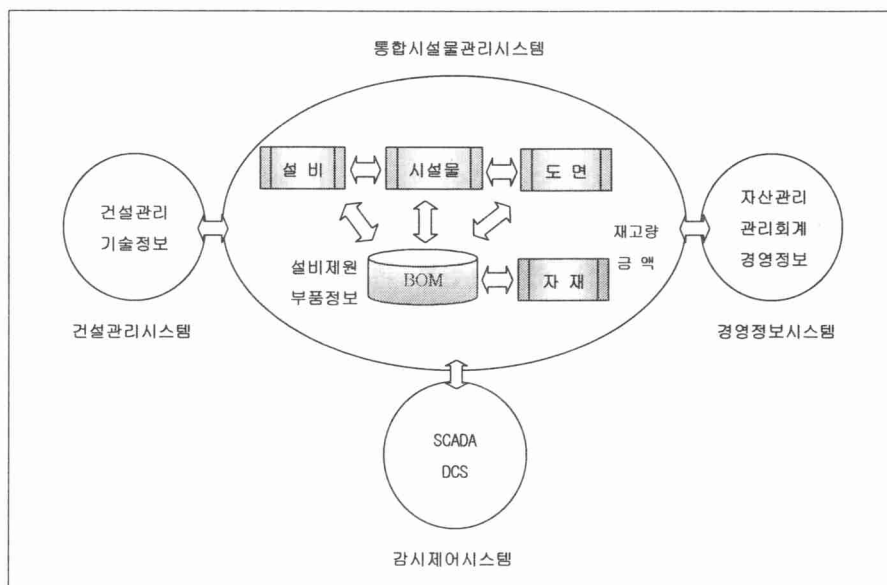 통합시설물관리시스템
설 비
시설물
도 면
건설관리
기술정보
자산관리
관리회계
경영정보
재고량
금 액
설비제원
부품정보
BOM
자 재
건설관리시스템
경영정보시스템
SCADA
DCS
감시제어시스템